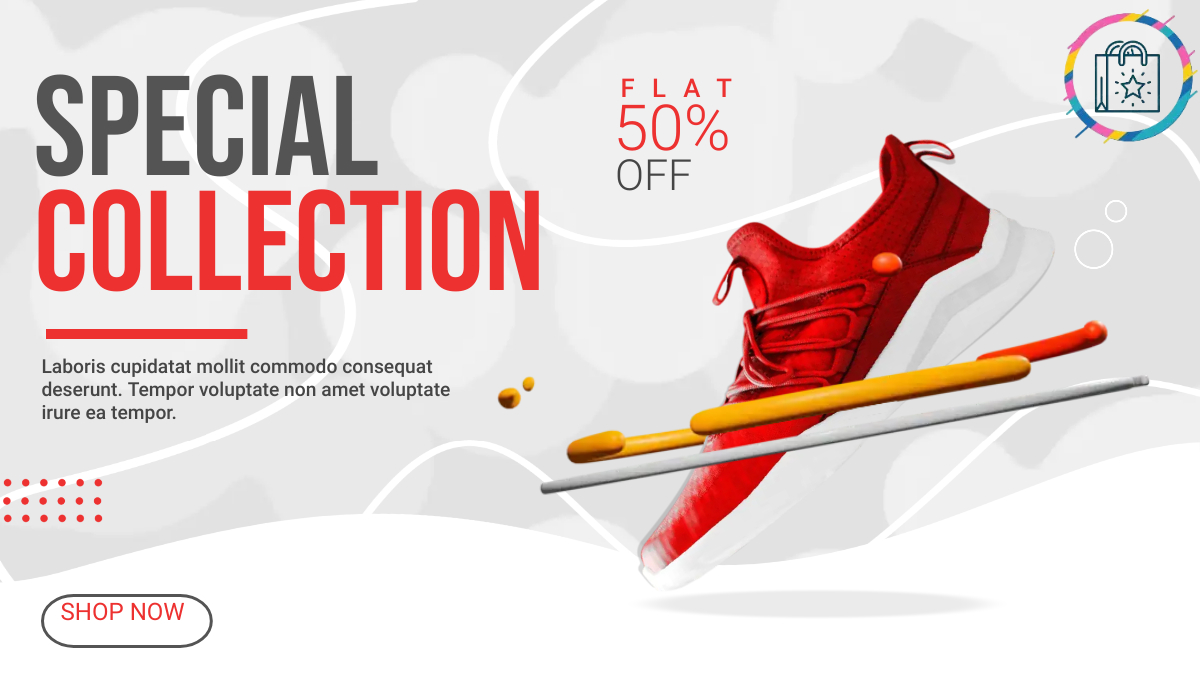 SPECIAL
COLLECTION
FLAT
50%
OFF
Laboris cupidatat mollit commodo consequat
deserunt. Tempor voluptate non amet voluptate
irure ea tempor.
SHOP NOW